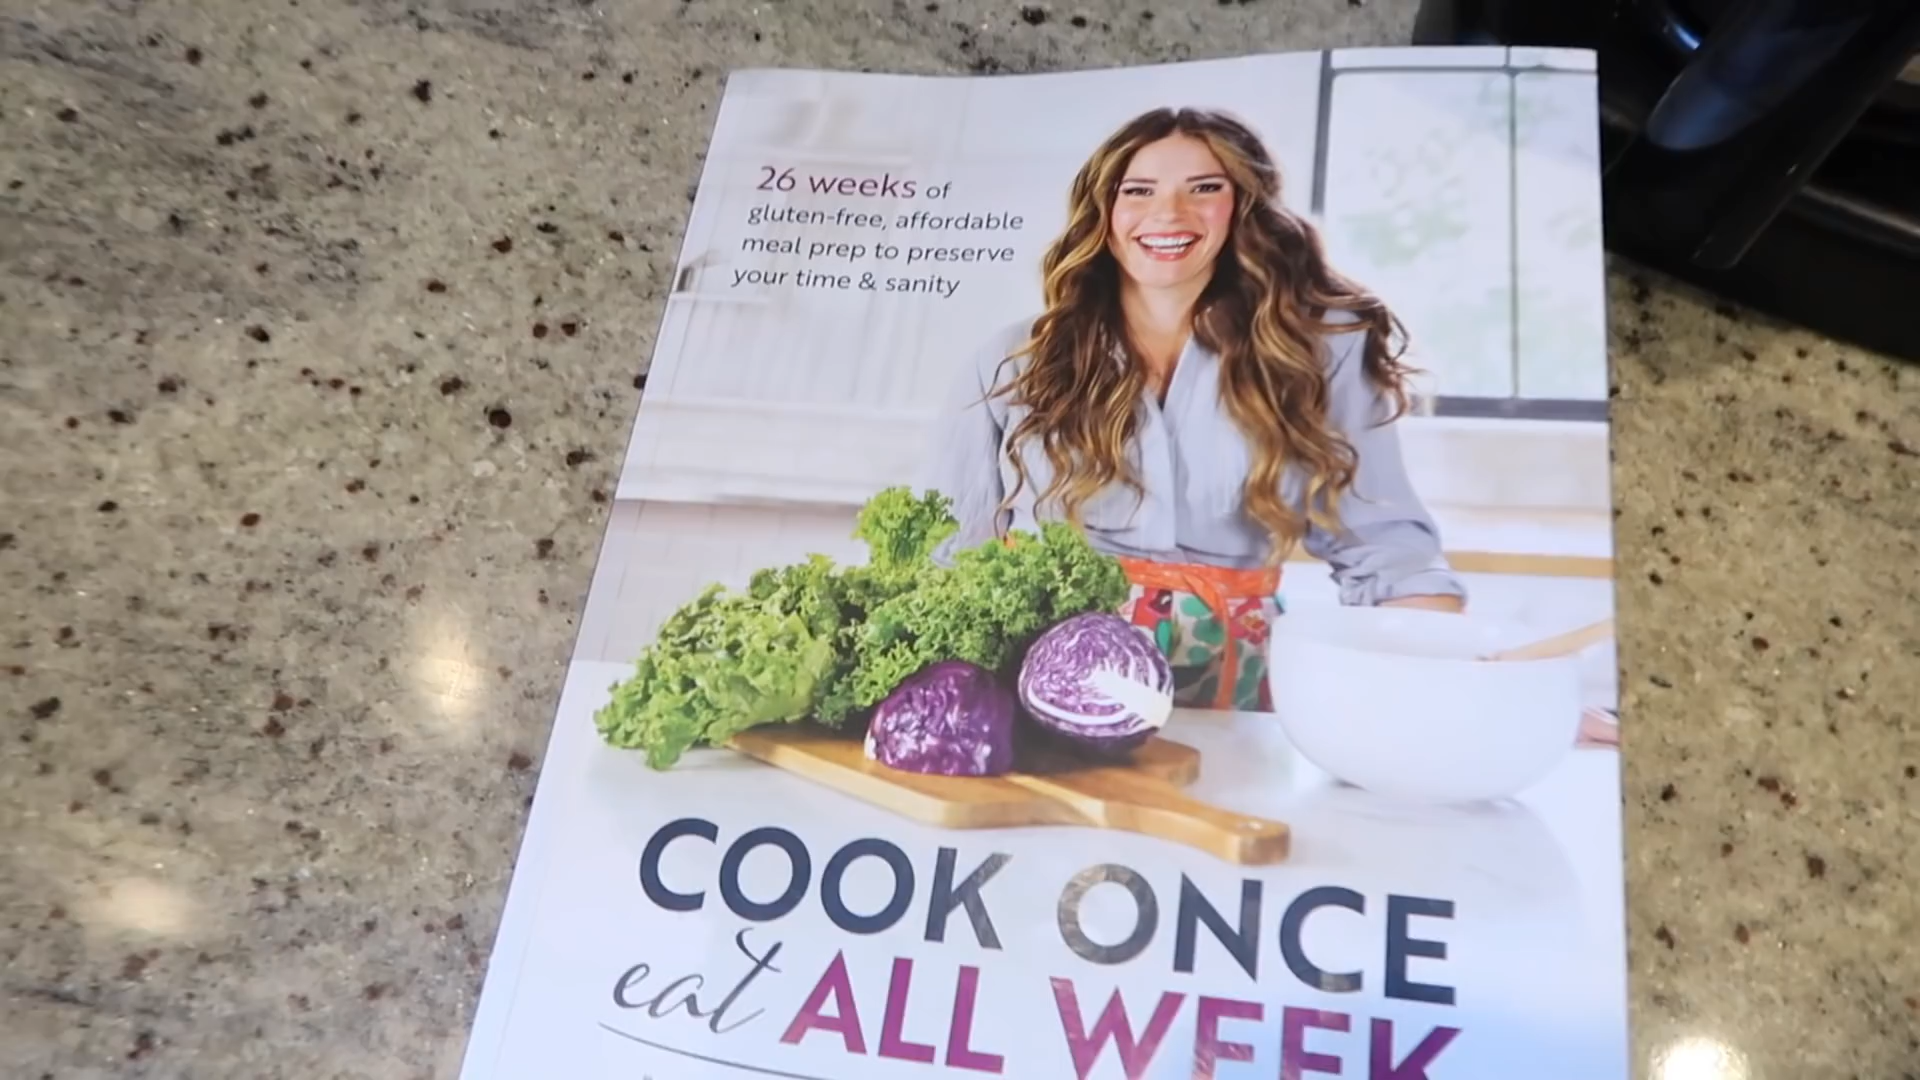 26 weeks of
gluten-free, affordable
meal prep to preserve
your time & sanity
COOK ONCE
eat ALL WEEK